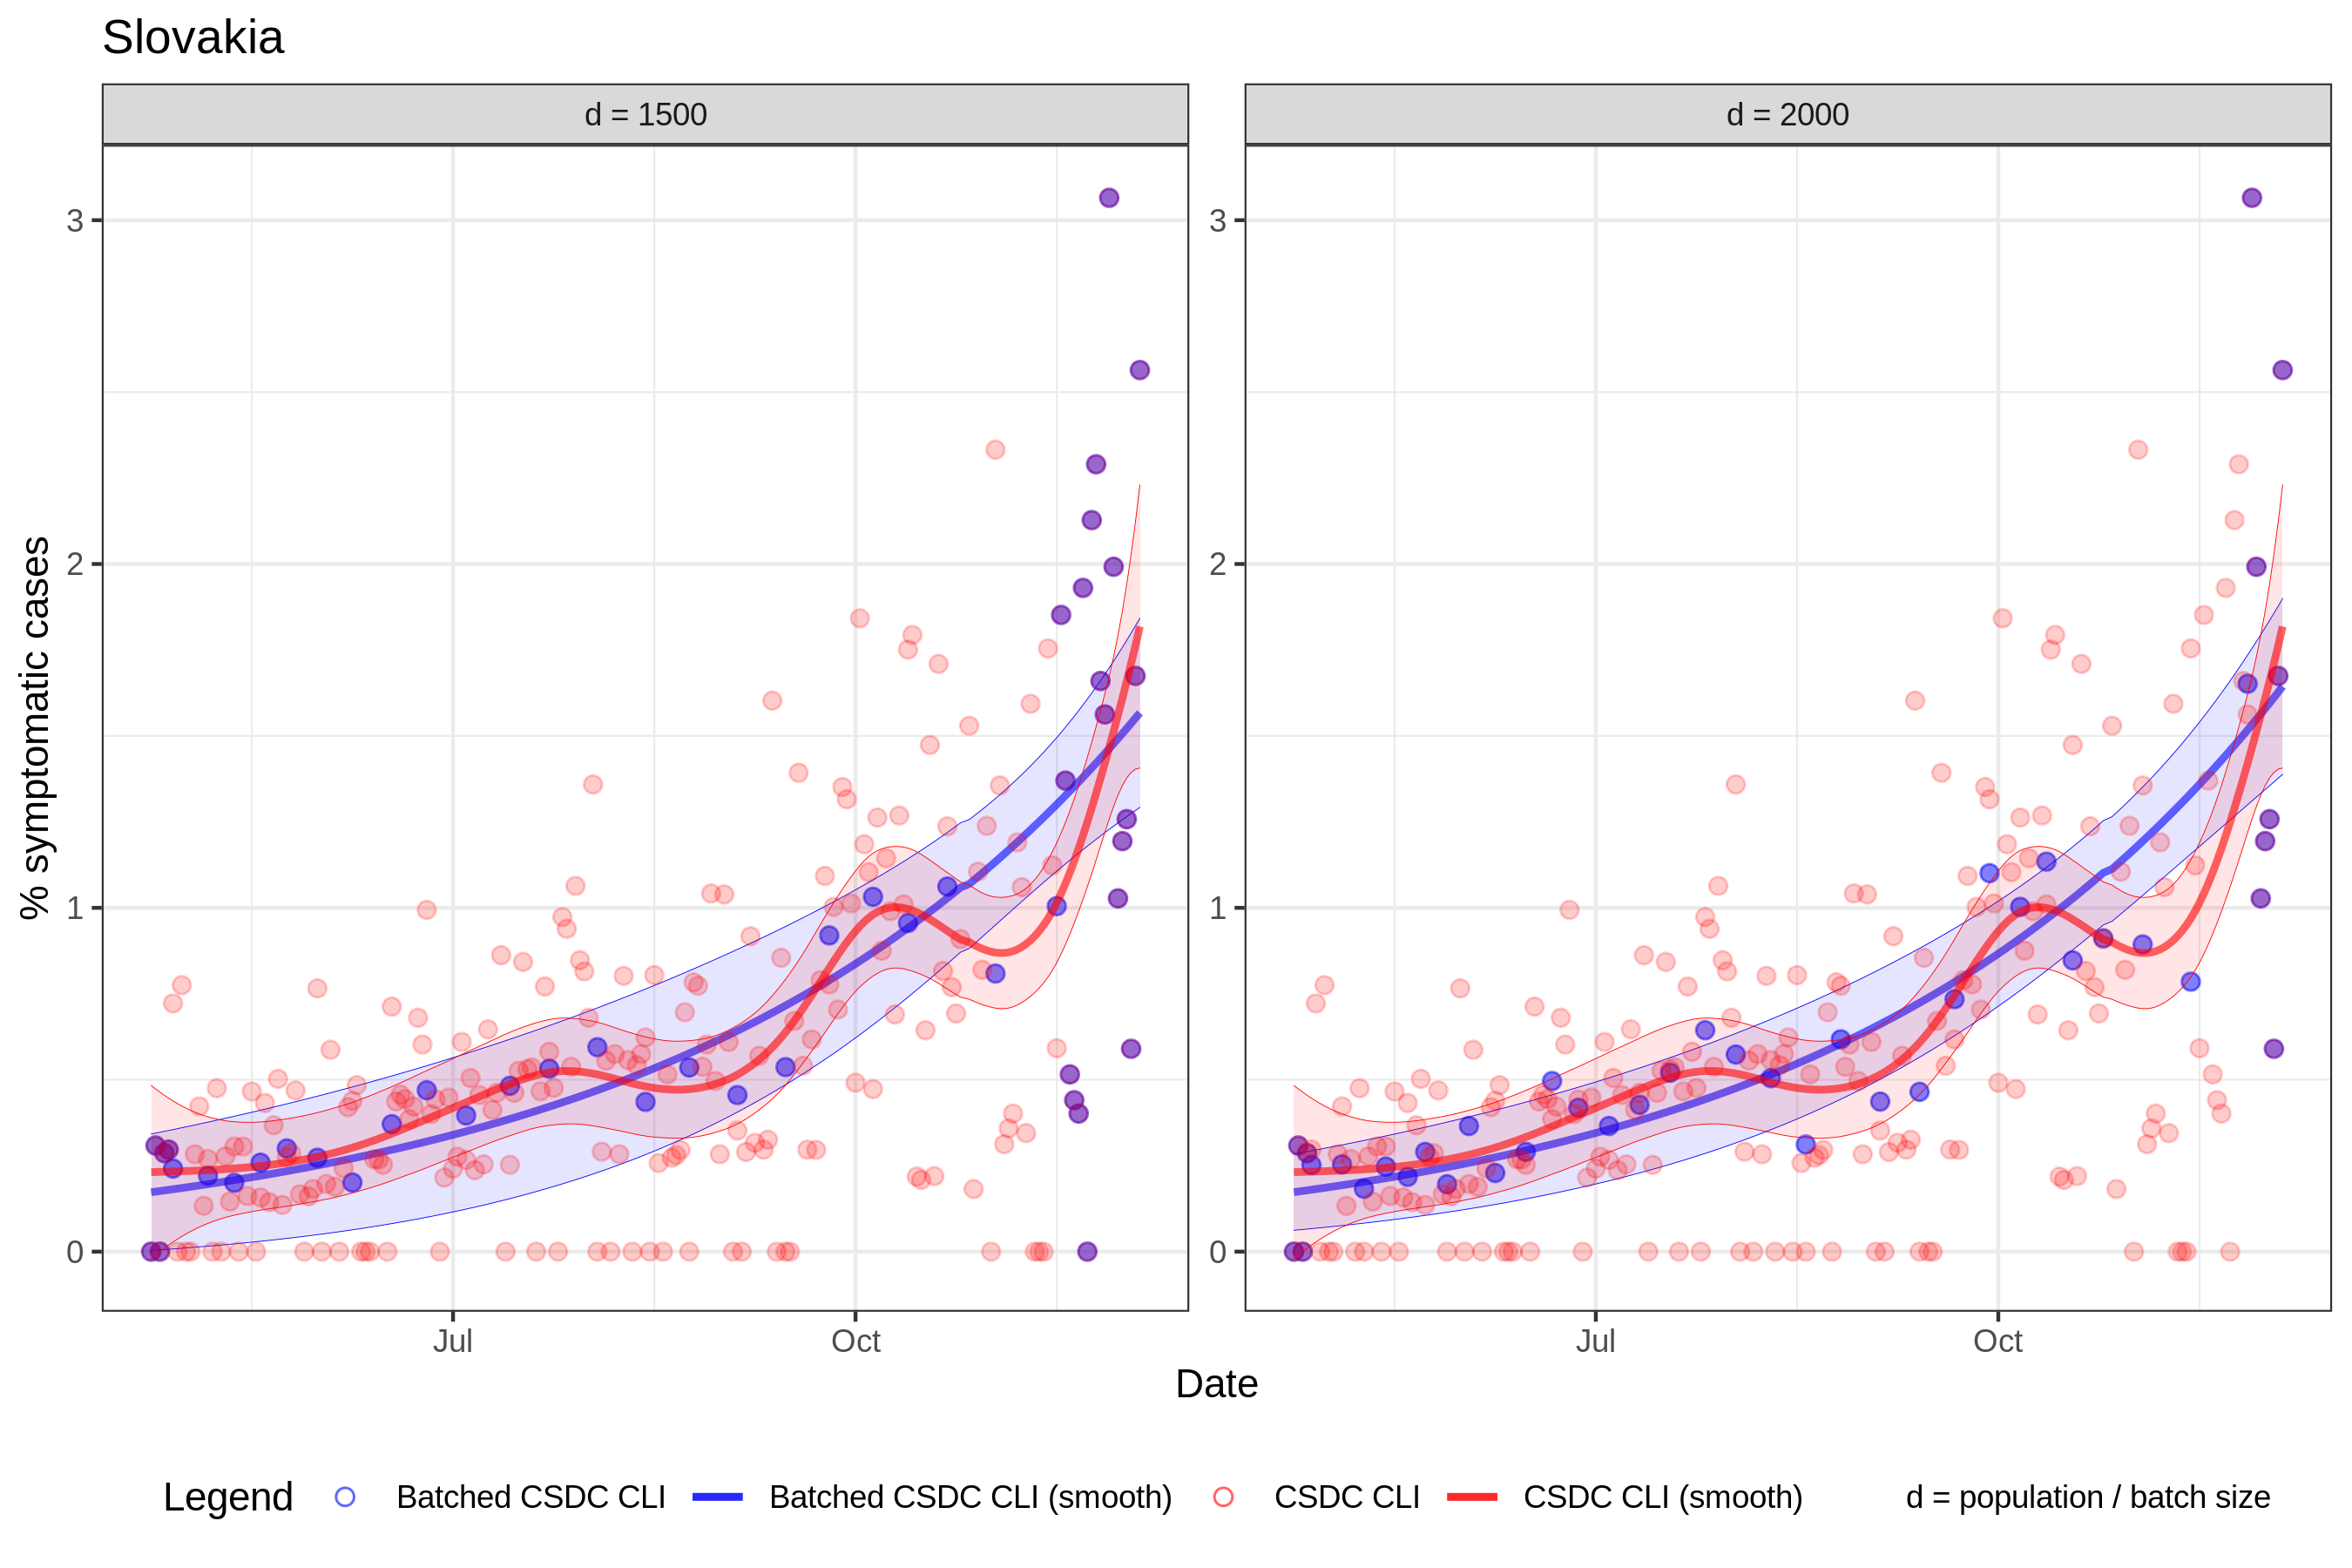 Slovakia
d = 1500
d = 2000
% symptomatic cases
3
2
1
0
3
2
1
0
Jul
Oct
Jul
Oct
Date
Legend
Batched CSDC CLI
Batched CSDC CLI (smooth)
CSDC CLI
CSDC CLI (smooth)
d = population / batch size